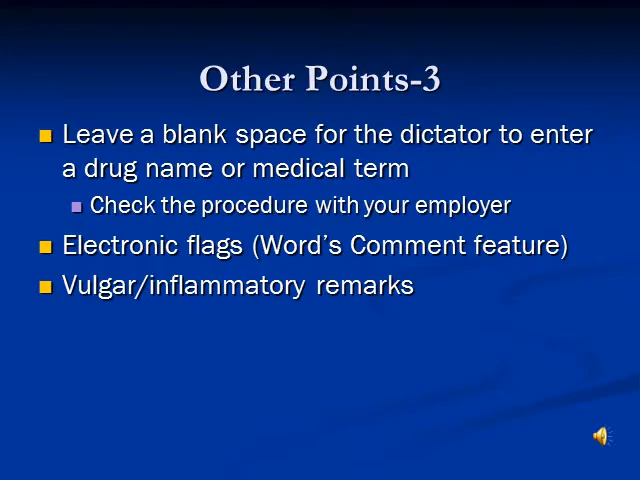 Other Points-3
Leave a blank space for the dictator to enter
a drug name or medical term
Check the procedure with your employer
Electronic flags (Word’s Comment feature)
Vulgar/inflammatory remarks